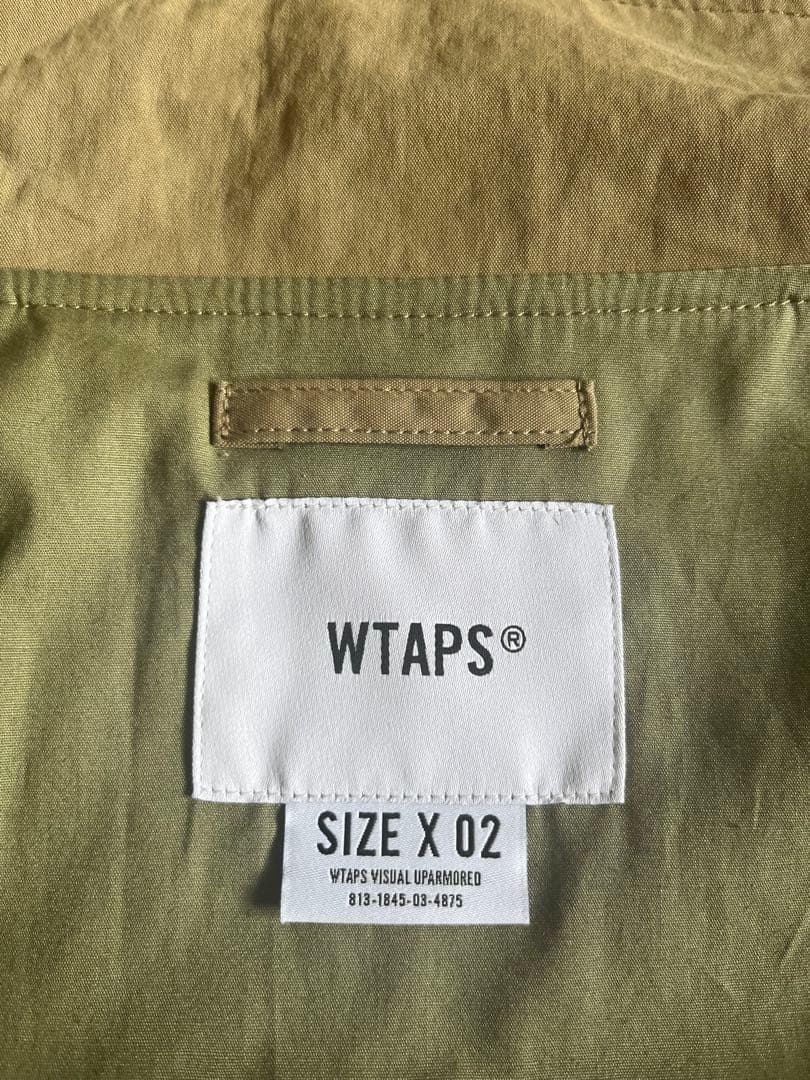 WTAPS®
SIZE X 02
WTAPS VISUAL UPARMORED
813-1845-03-4875